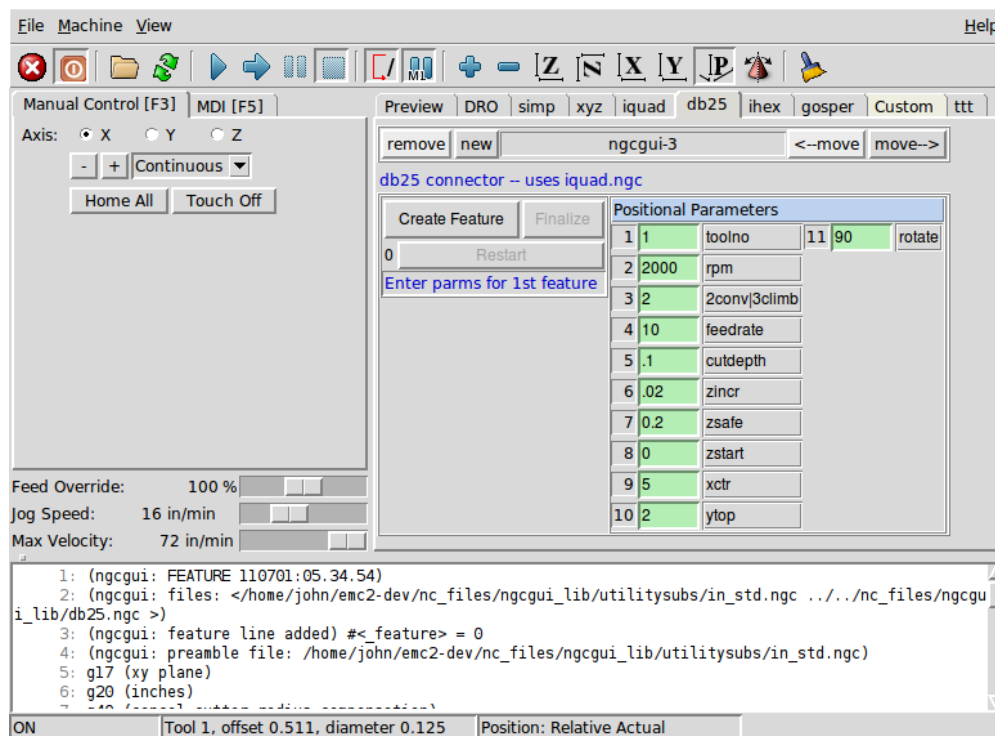 File Machine View Help
Z N X Y P
M1
Manual Control [F3] MDI [F5] Preview DRO simp xyz iquad db25 ihex gosper Custom ttt
Axis: X Y Z
- + Continuous
Home All Touch Off
remove new ngcgui-3 <--move move-->
db25 connector -- uses iquad.ngc
Create Feature Finalize
0 Restart
Enter parms for 1st feature
Positional Parameters
1 1 toolno 11 90 rotate
2 2000 rpm
3 2 2conv|3climb
4 10 feedrate
5 .1 cutdepth
6 .02 zincr
7 0.2 zsafe
8 0 zstart
9 5 xctr
10 2 ytop
Feed Override: 100 %
Jog Speed: 16 in/min
Max Velocity: 72 in/min
1: (ngcgui: FEATURE 110701:05.34.54)
2: (ngcgui: files: </home/john/emc2-dev/nc_files/ngcgui_lib/utilitysubs/in_std.ngc ../../nc_files/ngcgu
i_lib/db25.ngc >)
3: (ngcgui: feature line added) #<_feature> = 0
4: (ngcgui: preamble file: /home/john/emc2-dev/nc_files/ngcgui_lib/utilitysubs/in_std.ngc)
5: g17 (xy plane)
6: g20 (inches)
ON Tool 1, offset 0.511, diameter 0.125 Position: Relative Actual